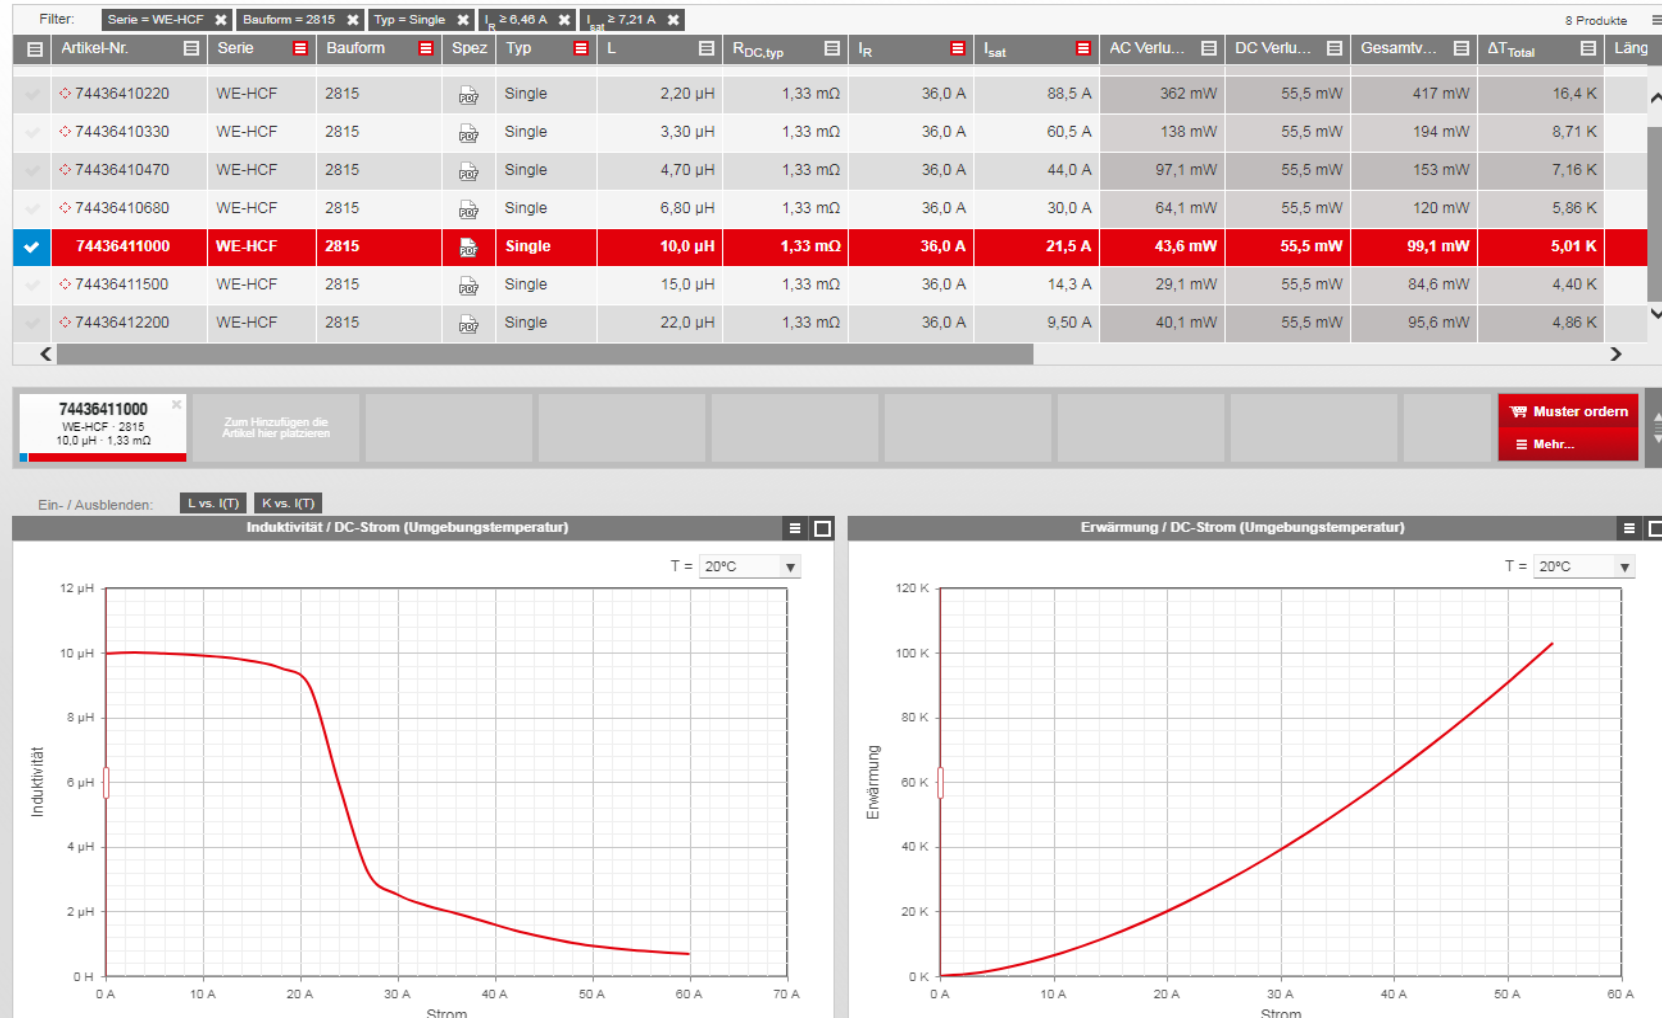 Filter: Serie = WE-HCF ✖ Bauform = 2815 ✖ Typ = Single ✖ IR ≥ 6,46 A ✖ Isat ≥ 7,21 A ✖ 8 Produkte
Artikel-Nr. Serie Bauform Spez Typ L RDC,typ IR Isat AC Verlu... DC Verlu... Gesamtv... ΔTTotal Läng
74436410220 WE-HCF 2815 PDF Single 2,20 µH 1,33 mΩ 36,0 A 88,5 A 362 mW 55,5 mW 417 mW 16,4 K
74436410330 WE-HCF 2815 PDF Single 3,30 µH 1,33 mΩ 36,0 A 60,5 A 138 mW 55,5 mW 194 mW 8,71 K
74436410470 WE-HCF 2815 PDF Single 4,70 µH 1,33 mΩ 36,0 A 44,0 A 97,1 mW 55,5 mW 153 mW 7,16 K
74436410680 WE-HCF 2815 PDF Single 6,80 µH 1,33 mΩ 36,0 A 30,0 A 64,1 mW 55,5 mW 120 mW 5,86 K
74436411000 WE-HCF 2815 PDF Single 10,0 µH 1,33 mΩ 36,0 A 21,5 A 43,6 mW 55,5 mW 99,1 mW 5,01 K
74436411500 WE-HCF 2815 PDF Single 15,0 µH 1,33 mΩ 36,0 A 14,3 A 29,1 mW 55,5 mW 84,6 mW 4,40 K
74436412200 WE-HCF 2815 PDF Single 22,0 µH 1,33 mΩ 36,0 A 9,50 A 40,1 mW 55,5 mW 95,6 mW 4,86 K
74436411000
WE-HCF · 2815
10,0 µH · 1,33 mΩ
Zum Hinzufügen die
Artikel hier platzieren
Muster ordern
Mehr...
Ein- / Ausblenden: L vs. I(T) K vs. I(T)
Induktivität / DC-Strom (Umgebungstemperatur)
T = 20°C
12 µH
10 µH
8 µH
6 µH
4 µH
2 µH
0 H
Induktivität
0 A 10 A 20 A 30 A 40 A 50 A 60 A 70 A
Strom
Erwärmung / DC-Strom (Umgebungstemperatur)
T = 20°C
120 K
100 K
80 K
60 K
40 K
20 K
0 K
Erwärmung
0 A 10 A 20 A 30 A 40 A 50 A 60 A
Strom